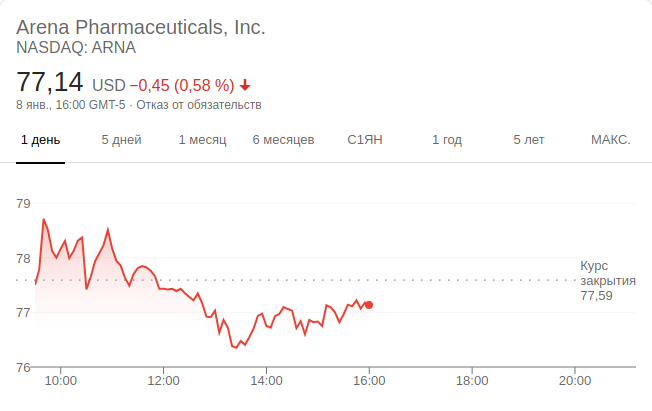 Arena Pharmaceuticals, Inc.
NASDAQ: ARNA
77,14 USD −0,45 (0,58 %)
8 янв., 16:00 GMT-5 · Отказ от обязательств
1 день 5 дней 1 месяц 6 месяцев С1ЯН 1 год 5 лет МАКС.
79
78
Курс
закрытия
77,59
77
76
10:00 12:00 14:00 16:00 18:00 20:00